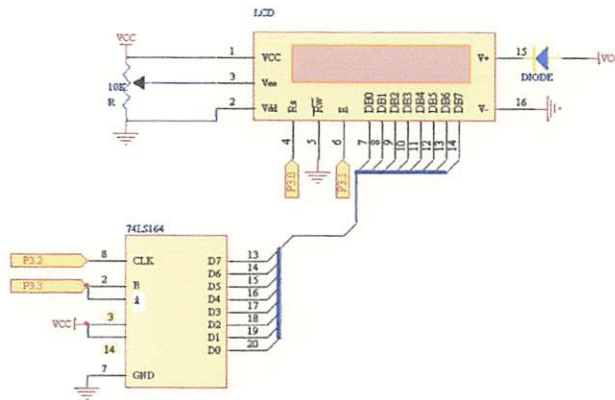 LCD
VCC
10K
R
1
3
2
VCC
Vee
Vdd
Rs
Rw
E
DB0
DB1
DB2
DB3
DB4
DB5
DB6
DB7
V+
V-
15
16
DIODE
4
5
6
7
8
9
10
11
12
13
14
P3.0
P3.1
74LS164
P3.2
P3.3
VCC
8
2
3
14
7
CLK
B
A
GND
D7
D6
D5
D4
D3
D2
D1
D0
13
14
15
16
17
18
19
20